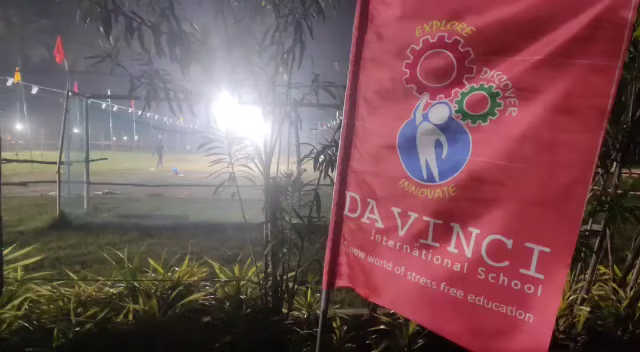 EXPLORE
DISCOVER
INNOVATE
DAVINCI
International School
new world of stress free education